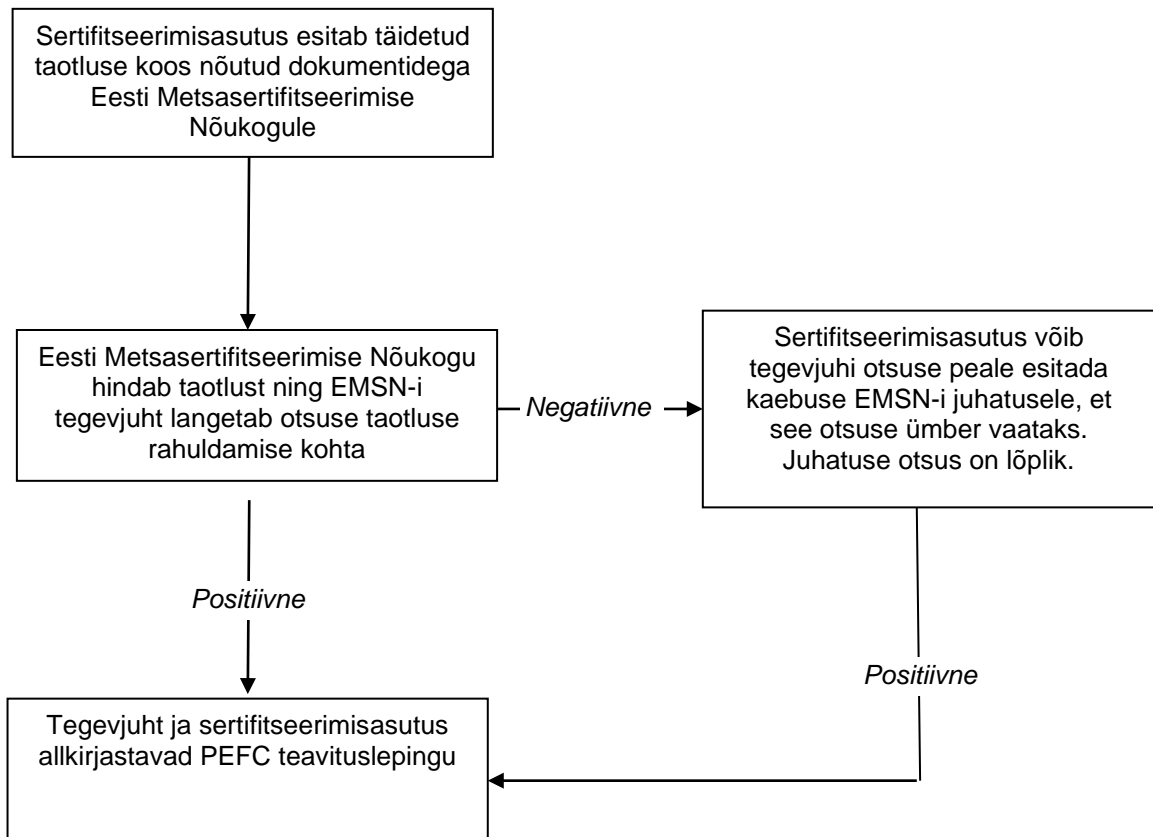 Sertifitseerimisasutus esitab täidetud
taotluse koos nõutud dokumentidega
Eesti Metsasertifitseerimise
Nõukogule
Eesti Metsasertifitseerimise Nõukogu
hindab taotlust ning EMSN-i
tegevjuht langetab otsuse taotluse
rahuldamise kohta
Negatiivne
Sertifitseerimisasutus võib
tegevjuhi otsuse peale esitada
kaebuse EMSN-i juhatusele, et
see otsuse ümber vaataks.
Juhatuse otsus on lõplik.
Positiivne
Positiivne
Tegevjuht ja sertifitseerimisasutus
allkirjastavad PEFC teavituslepingu